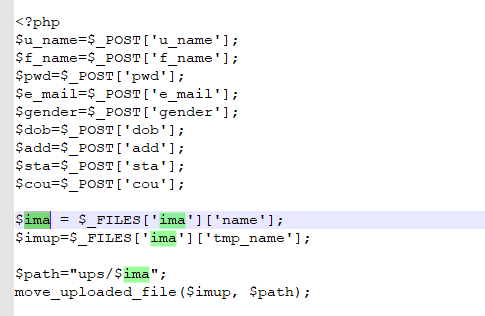 <?php
$u_name=$_POST['u_name'];
$f_name=$_POST['f_name'];
$pwd=$_POST['pwd'];
$e_mail=$_POST['e_mail'];
$gender=$_POST['gender'];
$dob=$_POST['dob'];
$add=$_POST['add'];
$sta=$_POST['sta'];
$cou=$_POST['cou'];
$ima = $_FILES['ima']['name'];
$imup=$_FILES['ima']['tmp_name'];
$path="ups/$ima";
move_uploaded_file($imup, $path);